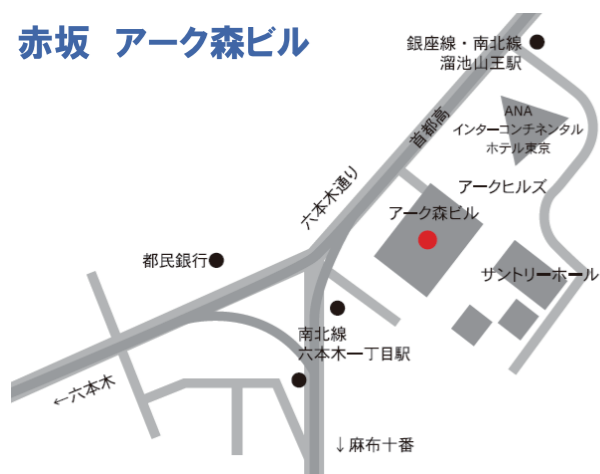 赤坂　アーク森ビル
銀座線・南北線
溜池山王駅
ANA
インターコンチネンタル
ホテル東京
首都高
アークヒルズ
六本木通り
アーク森ビル
都民銀行
サントリーホール
南北線
六本木一丁目駅
←六本木
↓麻布十番